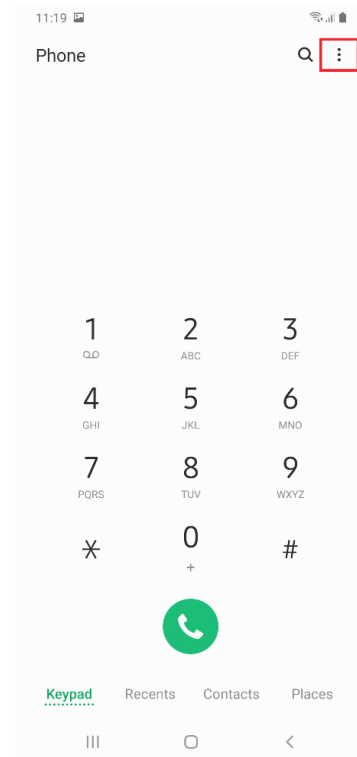 11:19
Phone
1 2 3
ABC DEF
4 5 6
GHI JKL MNO
7 8 9
PQRS TUV WXYZ
* 0 #
+
Keypad Recents Contacts Places